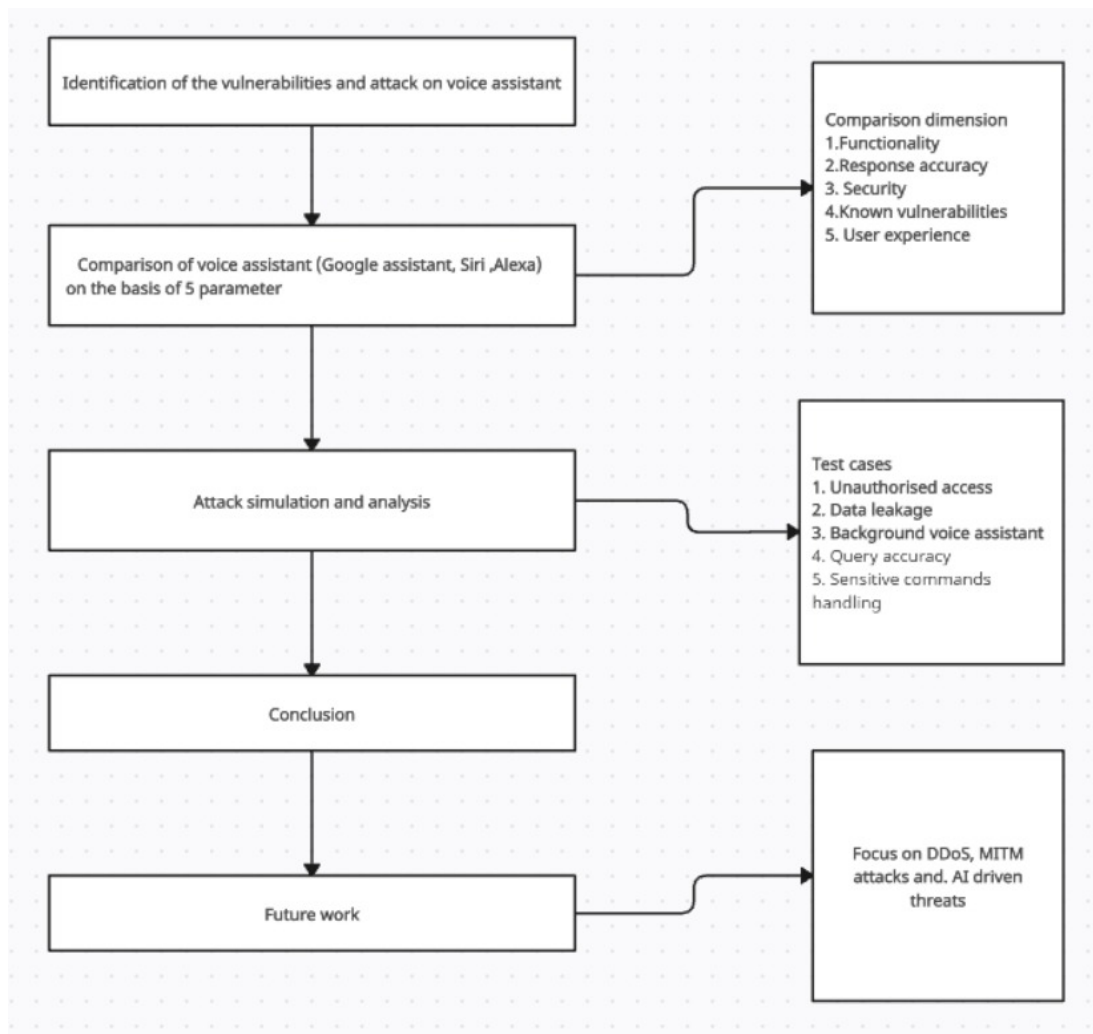 Identification of the vulnerabilities and attack on voice assistant
Comparison dimension
1.Functionality
2.Response accuracy
3. Security
4.Known vulnerabilities
5. User experience
Comparison of voice assistant (Google assistant, Siri ,Alexa)
on the basis of 5 parameter
Attack simulation and analysis
Test cases
1. Unauthorised access
2. Data leakage
3. Background voice assistant
4. Query accuracy
5. Sensitive commands
handling
Conclusion
Future work
Focus on DDoS, MITM
attacks and. AI driven
threats